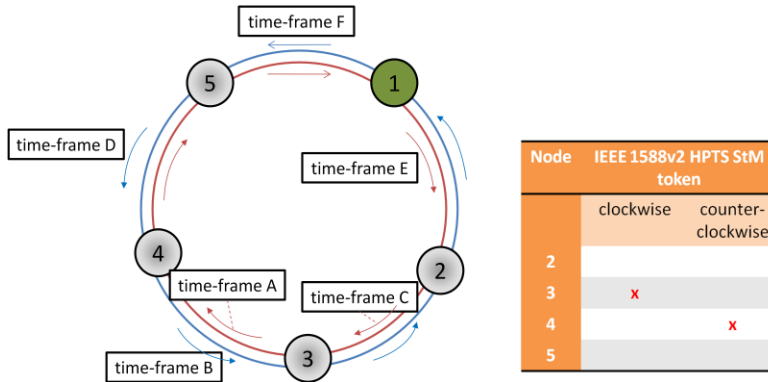 time-frame F
5
1
time-frame D
time-frame E
4
2
time-frame A
time-frame C
time-frame B
3
Node
IEEE 1588v2 HPTS StM
token
clockwise
counter-
clockwise
2
3 x
4 x
5